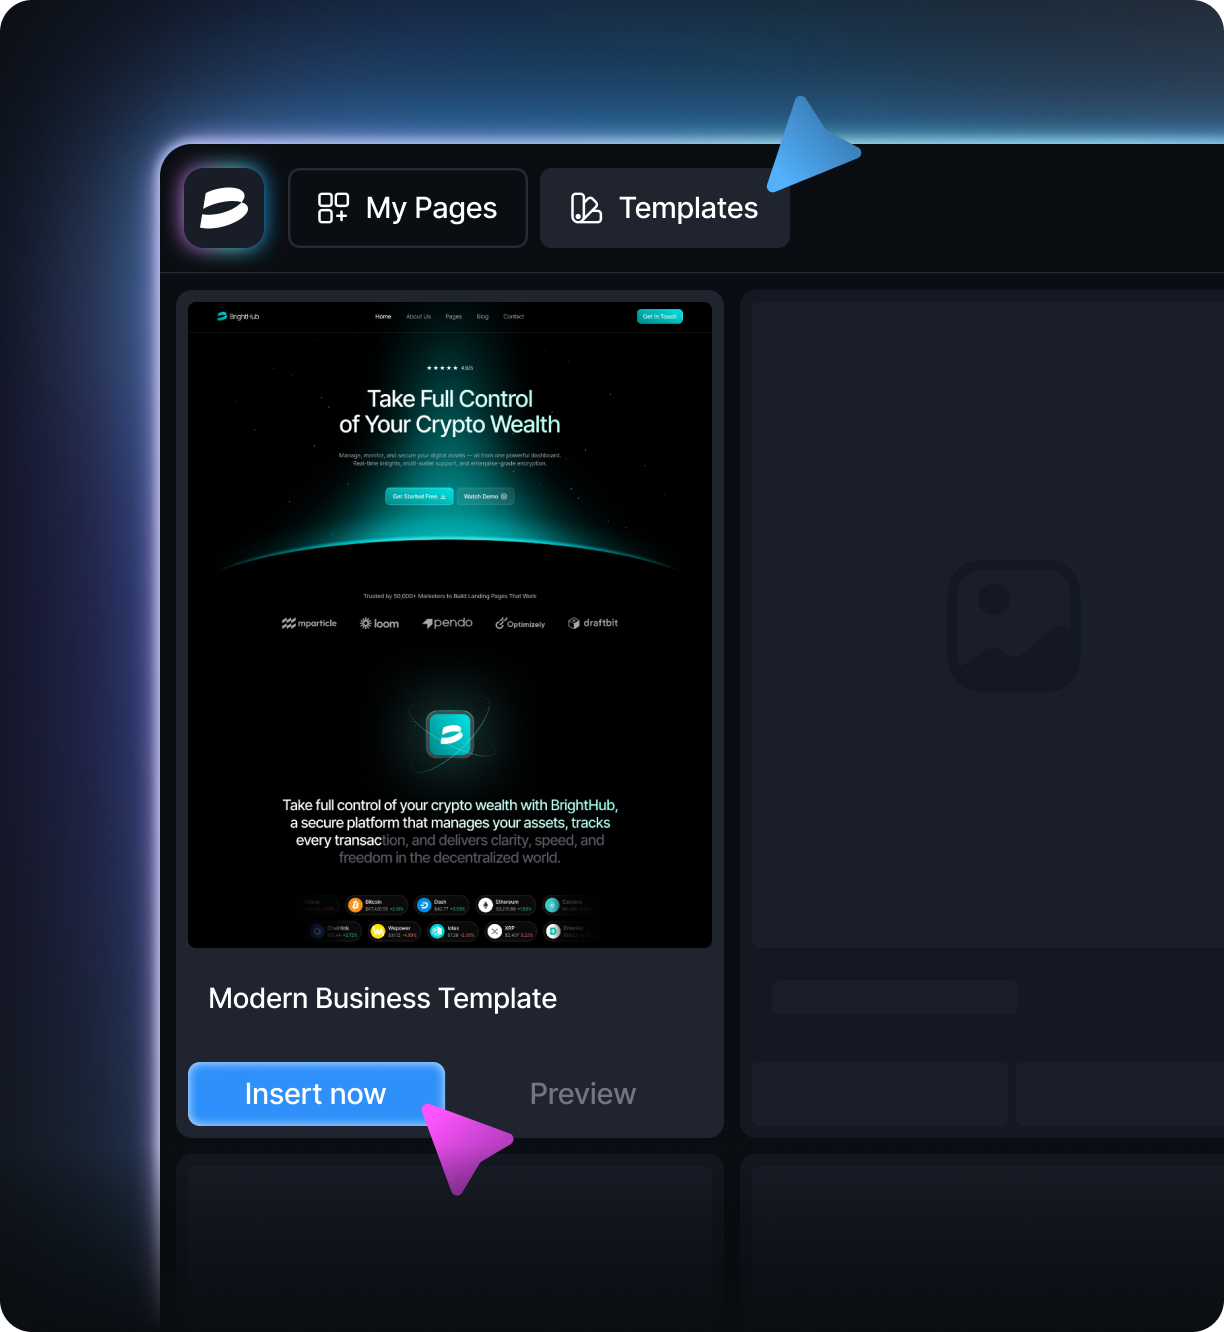 My Pages
Templates
BrightHub
Home
About Us
Pages
Blog
Contact
Get In Touch
4.9/5
Take Full Control
of Your Crypto Wealth
Manage, monitor, and secure your digital assets — all from one powerful dashboard.
Real-time insights, multi-wallet support, and enterprise-grade encryption.
Get Started Free
Watch Demo
Trusted by 50,000+ Marketers to Build Landing Pages That Work
mparticle
loom
pendo
Optimizely
draftbit
Take full control of your crypto wealth with BrightHub,
a secure platform that manages your assets, tracks
every transaction, and delivers clarity, speed, and
freedom in the decentralized world.
Bitcoin
Dash
Ethereum
Cardano
Chainlink
Wepower
Iotex
XRP
Modern Business Template
Insert now
Preview